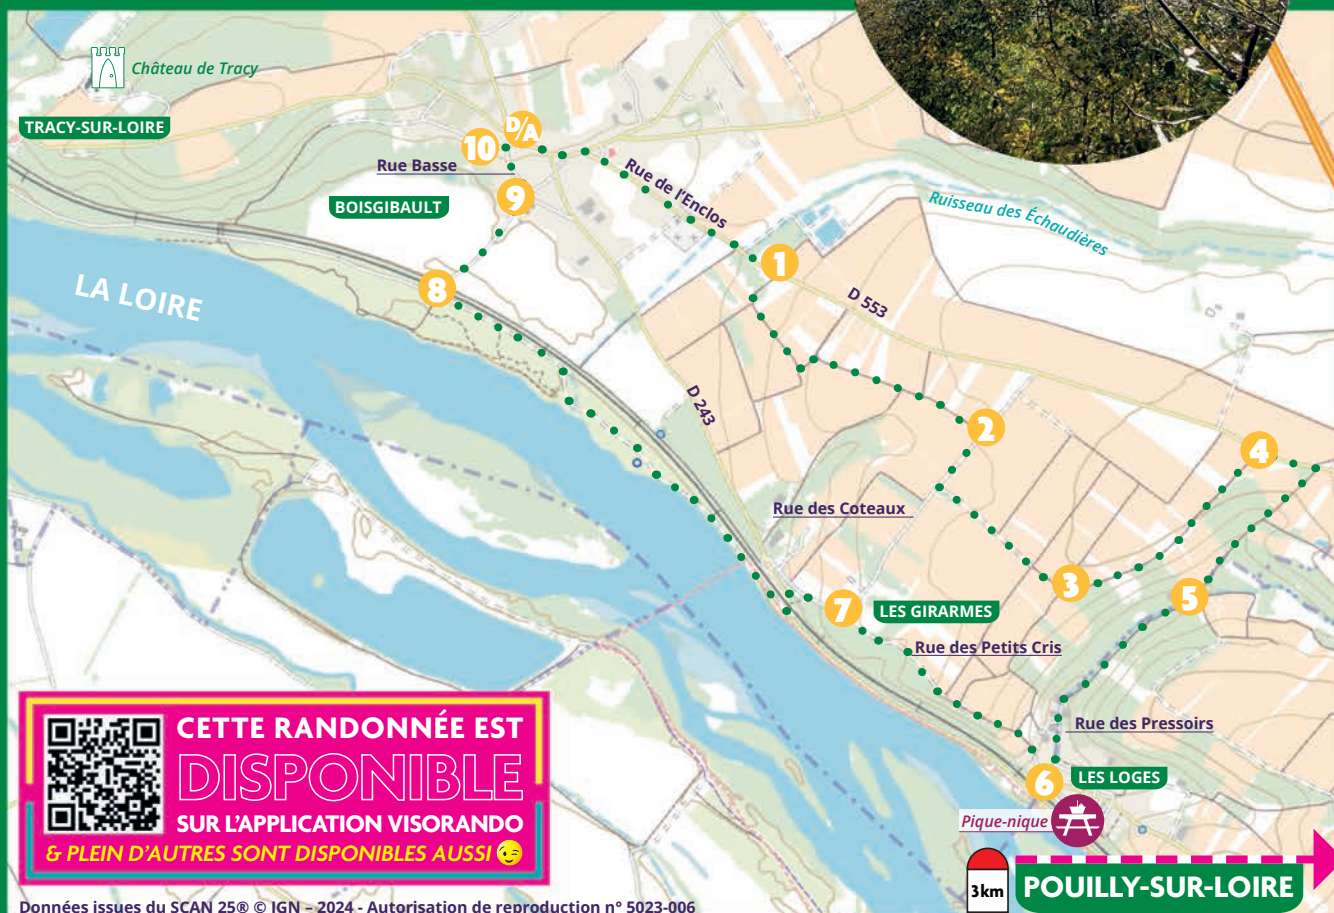 Château de Tracy
TRACY-SUR-LOIRE
D/A
10
Rue Basse
9
BOISGIBAULT
Rue de l'Enclos
Ruisseau des Échaudières
1
8
LA LOIRE
D 553
D 243
2
4
Rue des Coteaux
3
5
7
LES GIRARMES
Rue des Petits Cris
Rue des Pressoirs
6
LES LOGES
Pique-nique
3km
POUILLY-SUR-LOIRE
CETTE RANDONNÉE EST
DISPONIBLE
SUR L'APPLICATION VISORANDO
& PLEIN D'AUTRES SONT DISPONIBLES AUSSI 😉
Données issues du SCAN 25® © IGN – 2024 - Autorisation de reproduction n° 5023-006